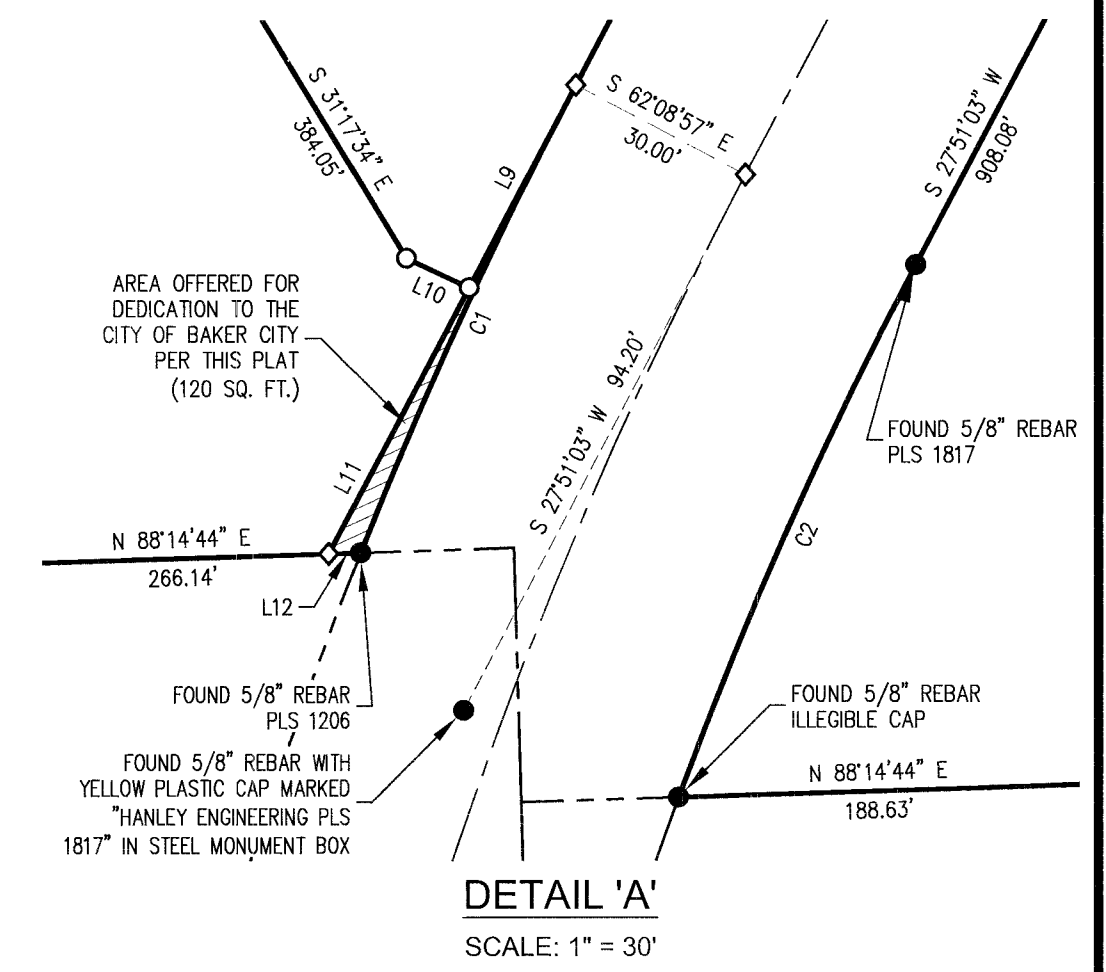 S 31°17'34" E
384.05'
L9
S 62°08'57" E
30.00'
S 27°51'03" W
908.08'
L10
C1
AREA OFFERED FOR
DEDICATION TO THE
CITY OF BAKER CITY
PER THIS PLAT
(120 SQ. FT.)
S 27°51'03" W 94.20'
FOUND 5/8" REBAR
PLS 1817
L11
C2
N 88°14'44" E
266.14'
L12
FOUND 5/8" REBAR
PLS 1206
FOUND 5/8" REBAR
ILLEGIBLE CAP
FOUND 5/8" REBAR WITH
YELLOW PLASTIC CAP MARKED
"HANLEY ENGINEERING PLS
1817" IN STEEL MONUMENT BOX
N 88°14'44" E
188.63'
DETAIL 'A'
SCALE: 1" = 30'